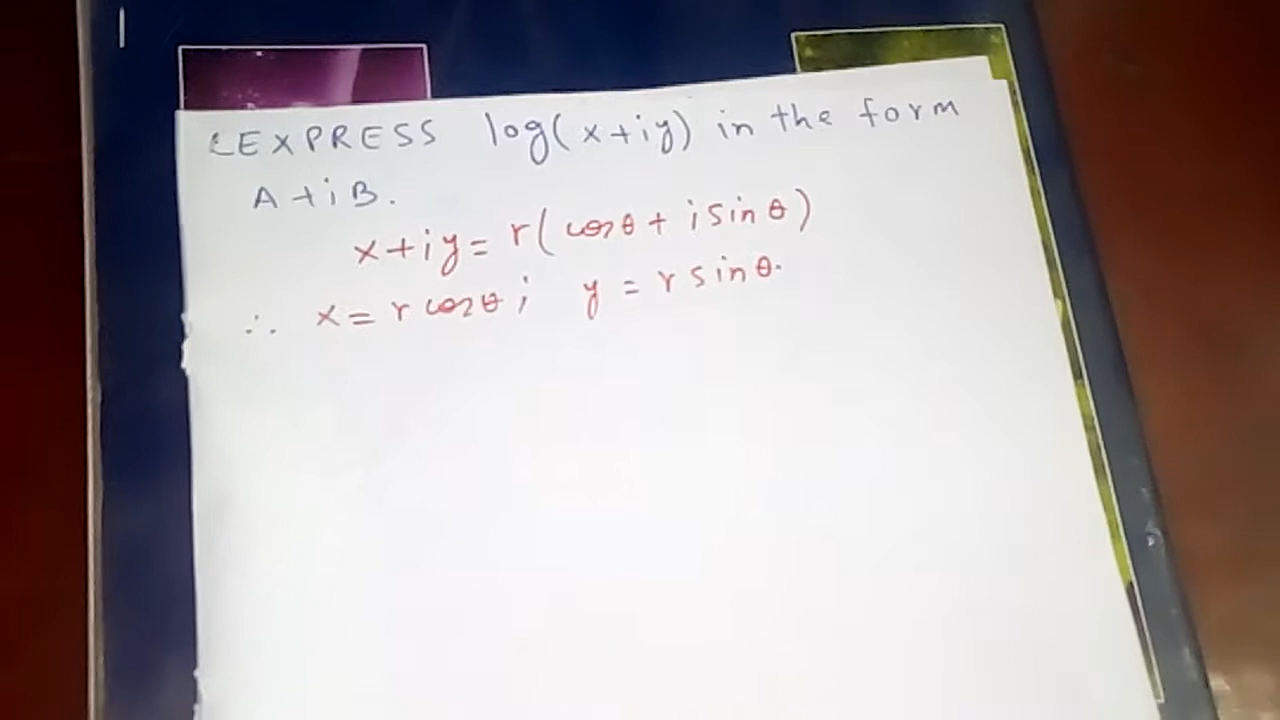 EXPRESS log(x+iy) in the form
A+iB.
x+iy= r(cosθ + i sinθ)
∴ x= r cosθ; y = r sinθ.